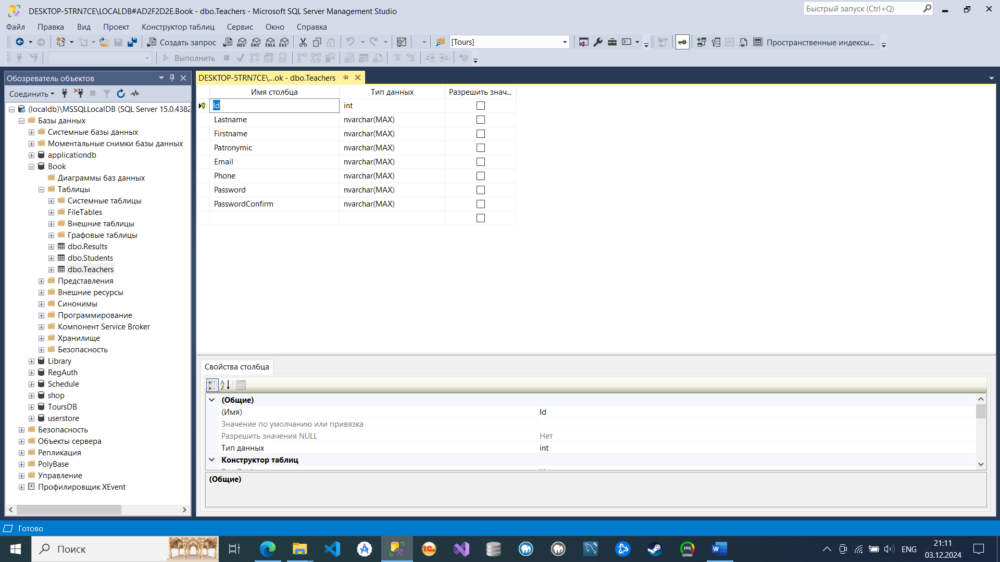 DESKTOP-5TRN7CE\LOCALDB#AD2F2D2E.Book - dbo.Teachers - Microsoft SQL Server Management Studio
Быстрый запуск (Ctrl+Q)
Файл Правка Вид Проект Конструктор таблиц Сервис Окно Справка
Создать запрос MDX DMX XMLA DAX [Tours] Пространственные индексы...
Выполнить
Обозреватель объектов
DESKTOP-5TRN7CE\...ok - dbo.Teachers
Соединить
(localdb)\MSSQLLocalDB (SQL Server 15.0.4382
Базы данных
Системные базы данных
Моментальные снимки базы данных
applicationdb
Book
Диаграммы баз данных
Таблицы
Системные таблицы
FileTables
Внешние таблицы
Графовые таблицы
dbo.Results
dbo.Students
dbo.Teachers
Представления
Внешние ресурсы
Синонимы
Программирование
Компонент Service Broker
Хранилище
Безопасность
Library
RegAuth
Schedule
shop
ToursDB
userstore
Безопасность
Объекты сервера
Репликация
PolyBase
Управление
Профилировщик XEvent
Имя столбца Тип данных Разрешить знач...
Id int
Lastname nvarchar(MAX)
Firstname nvarchar(MAX)
Patronymic nvarchar(MAX)
Email nvarchar(MAX)
Phone nvarchar(MAX)
Password nvarchar(MAX)
PasswordConfirm nvarchar(MAX)
Свойства столбца
(Общие)
(Имя) Id
Значение по умолчанию или привязка
Разрешить значения NULL Нет
Тип данных int
Конструктор таблиц
(Общие)
Готово
Поиск
ENG
21:11
03.12.2024